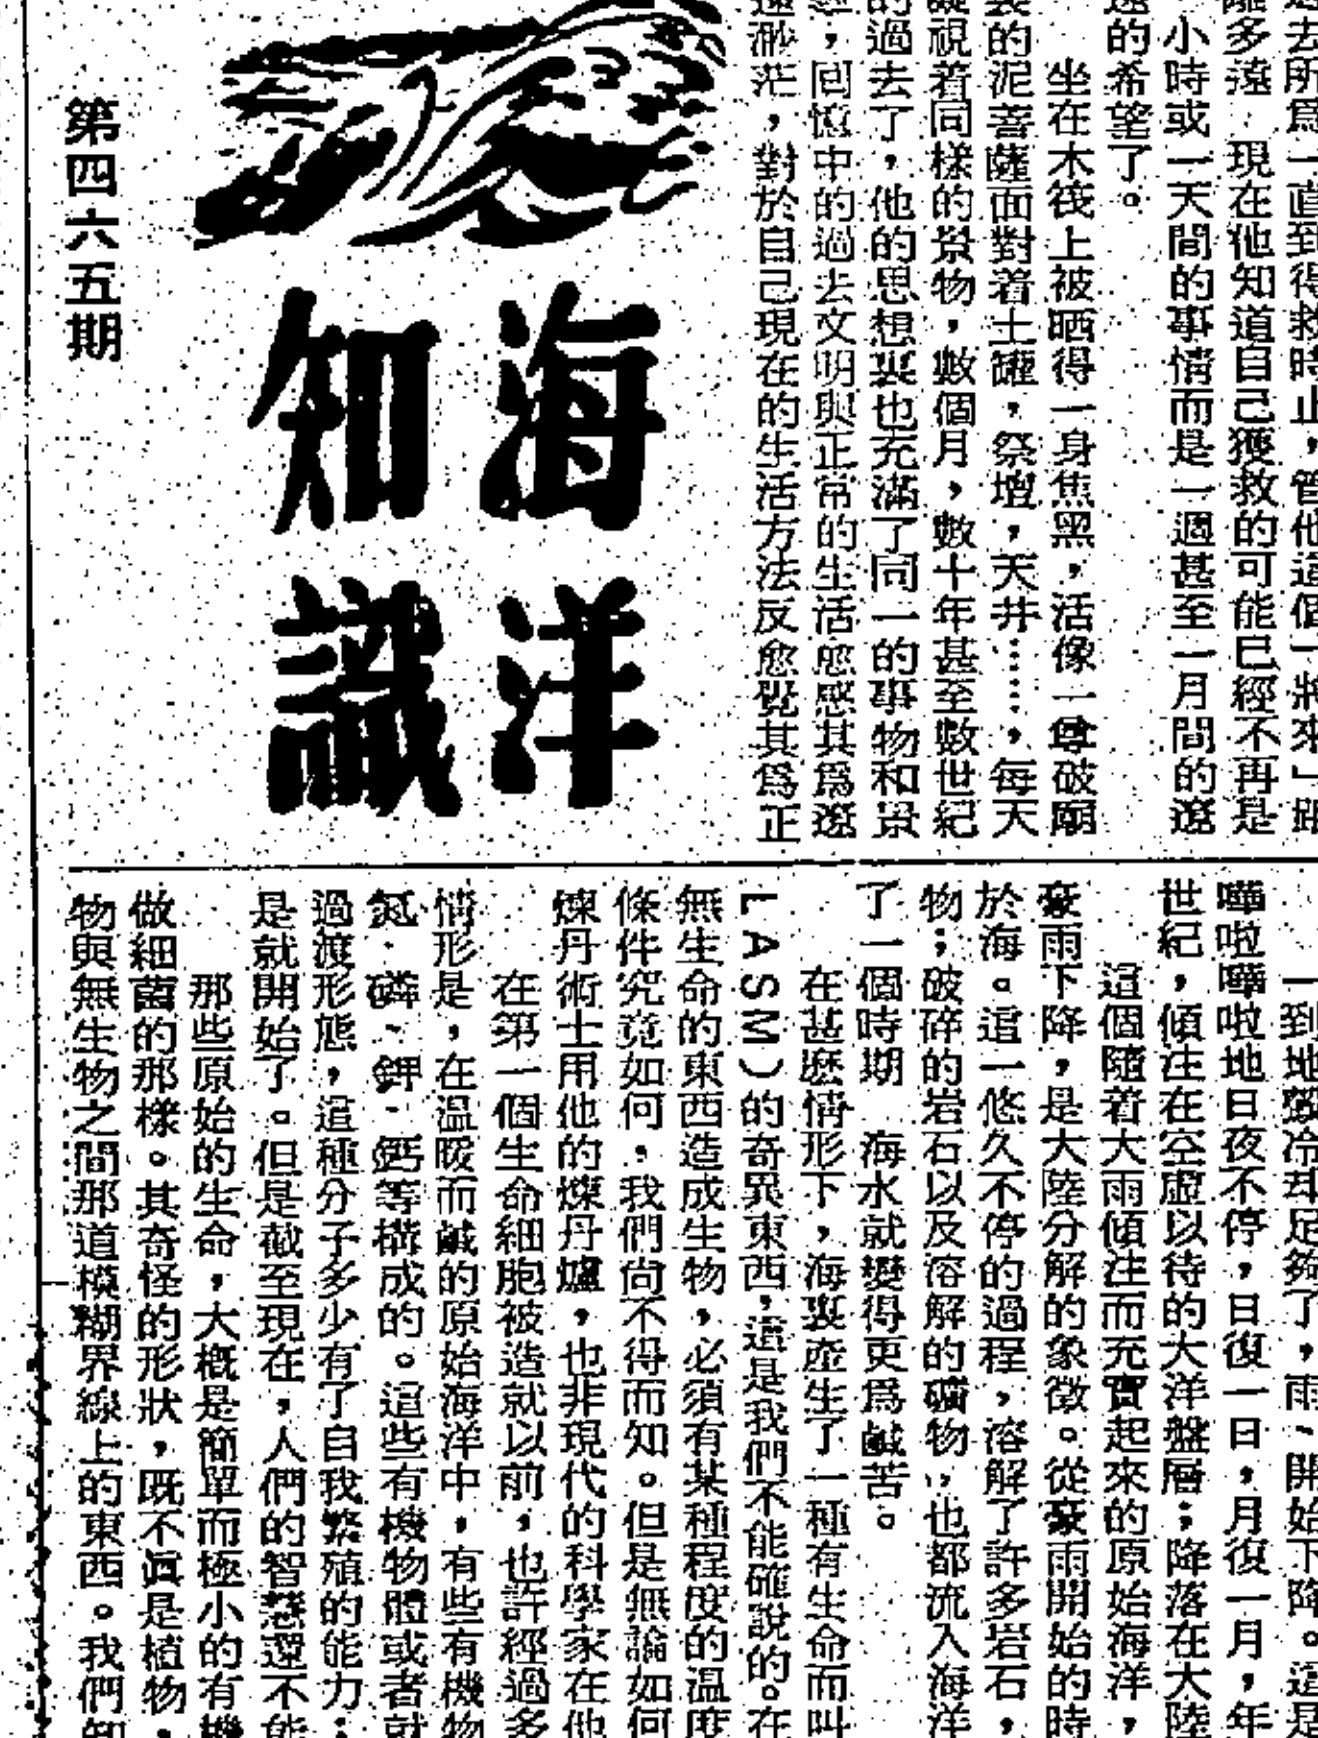 去所爲一直到得救時止，管他這個「將來」距
離多遠 現在他知道自己獲救的可能已經不再是
小時或一天間的事情而是一週甚至一月間的遼
遠的希望了。
坐在木筏上被晒得一身焦黑，活像一尊破廟
裏的泥菩薩面對着土罐，祭壇，天井……，每天
凝視着同樣的景物，數個月，數十年甚至數世紀
的過去了，他的思想裏也充滿了同一的事物和景
，回憶中的過去文明與正常的生活愈感其爲遼
遠渺茫，對於自己現在的生活方法反愈覺其爲正
海洋
知識
第四六五期
一到地殼冷却足夠了，雨、開始下降。這是
嘩啦嘩啦地日夜不停，日復一日，月復一月，年
世紀，傾注在空虛以待的大洋盤層；降落在大陸
這個隨着大雨傾注而充實起來的原始海洋，
豪雨下降，是大陸分解的象徵。從豪雨開始的時
於海。這一悠久不停的過程，溶解了許多岩石，
物；破碎的岩石以及溶解的礦物，也都流入海洋
了一個時期 海水就變得更爲鹹苦。
在甚麽情形下，海裏產生了一種有生命而叫
LASM)的奇異東西，這是我們不能確說的。在
無生命的東西造成生物，必須有某種程度的温度
條件究竟如何，我們尚不得而知。但是無論如何
煉丹術士用他的煉丹爐，也非現代的科學家在他
在第一個生命細胞被造就以前，也許經過多
情形是，在温暖而鹹的原始海洋中，有些有機物
氮、磷、鉀、鈣等構成的。這些有機物體或者就
過渡形態，這種分子多少有了自我繁殖的能力；
是就開始了。但是截至現在，人們的智慧還不能
那些原始的生命，大概是簡單而極小的有機
做細菌的那樣。其奇怪的形狀，既不眞是植物，
物與無生物之間那道模糊界線上的東西。我們知